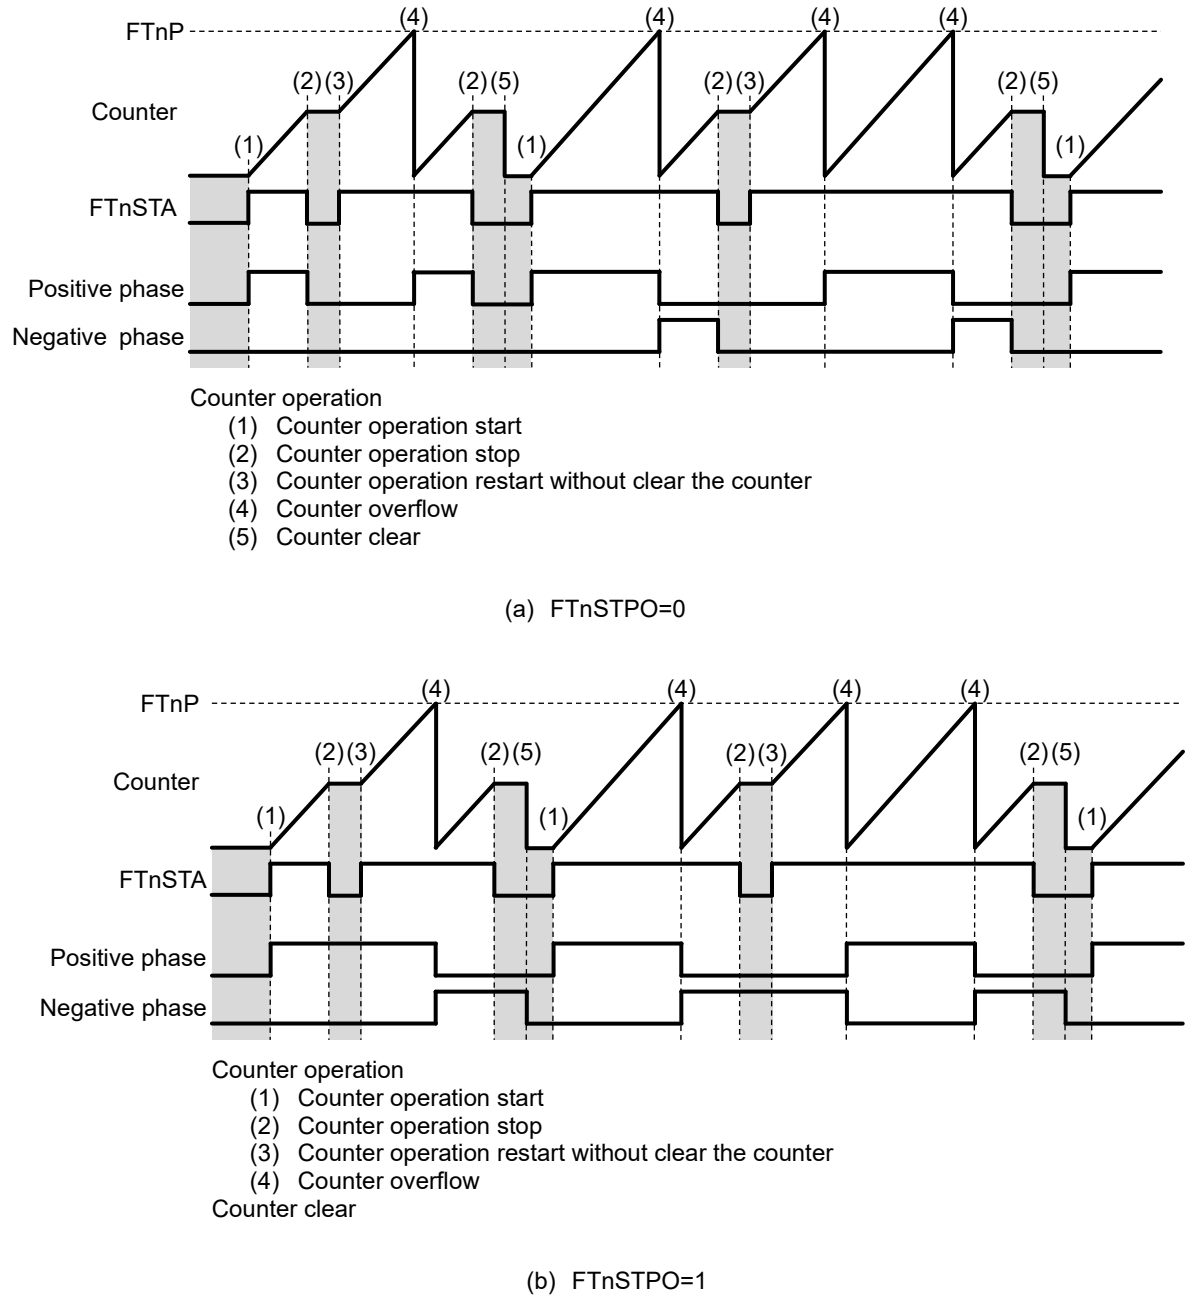 (4) (4) (4) (4)
FTnP
(2) (3) (2) (5) (2) (3) (2) (5)
Counter
(1) (1) (1)
FTnSTA
Positive phase
Negative phase
Counter operation
(1) Counter operation start
(2) Counter operation stop
(3) Counter operation restart without clear the counter
(4) Counter overflow
(5) Counter clear
(a) FTnSTPO=0
(4) (4) (4) (4)
FTnP
(2) (3) (2) (5) (2) (3) (2) (5)
Counter
(1) (1) (1)
FTnSTA
Positive phase
Negative phase
Counter operation
(1) Counter operation start
(2) Counter operation stop
(3) Counter operation restart without clear the counter
(4) Counter overflow
Counter clear
(b) FTnSTPO=1